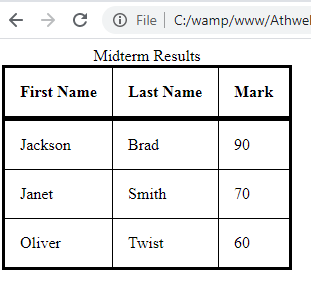 File | C:/wamp/www/Athwel
Midterm Results
First Name Last Name Mark
Jackson Brad 90
Janet Smith 70
Oliver Twist 60